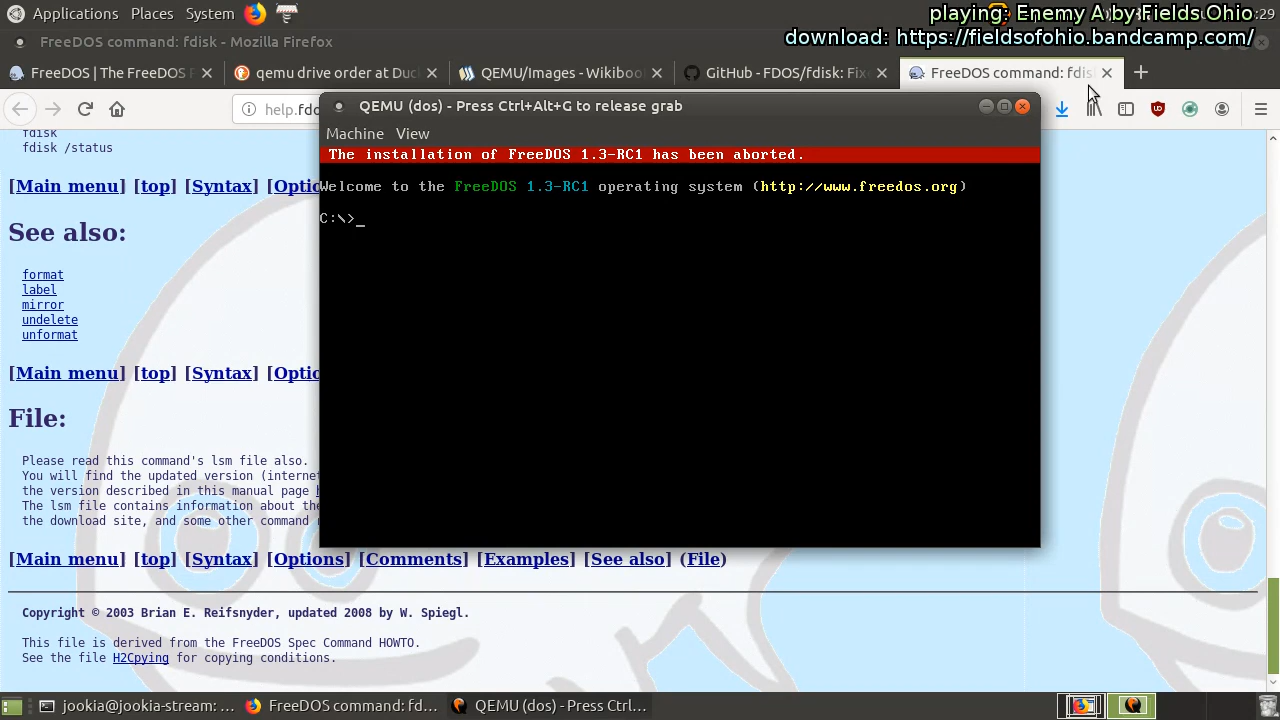 Applications Places System
playing: Enemy A by Fields Ohio
:29
FreeDOS command: fdisk - Mozilla Firefox
download: https://fieldsofohio.bandcamp.com/
FreeDOS | The FreeDOS
qemu drive order at Duc
QEMU/Images - Wikiboo
GitHub - FDOS/fdisk: Fix
FreeDOS command: fdis
help.fdo
QEMU (dos) - Press Ctrl+Alt+G to release grab
Machine View
The installation of FreeDOS 1.3-RC1 has been aborted.
Welcome to the FreeDOS 1.3-RC1 operating system (http://www.freedos.org)
C:\>_
fdisk
fdisk /status
[Main menu] [top] [Syntax] [Optio
See also:
format
label
mirror
undelete
unformat
[Main menu] [top] [Syntax] [Optio
File:
Please read this command's lsm file also.
You will find the updated version (internet
the version described in this manual page
The lsm file contains information about the
the download site, and some other command
[Main menu] [top] [Syntax] [Options] [Comments] [Examples] [See also] (File)
Copyright © 2003 Brian E. Reifsnyder, updated 2008 by W. Spiegl.
This file is derived from the FreeDOS Spec Command HOWTO.
See the file H2Cpying for copying conditions.
jookia@jookia-stream: ...
FreeDOS command: fd...
QEMU (dos) - Press Ctrl...